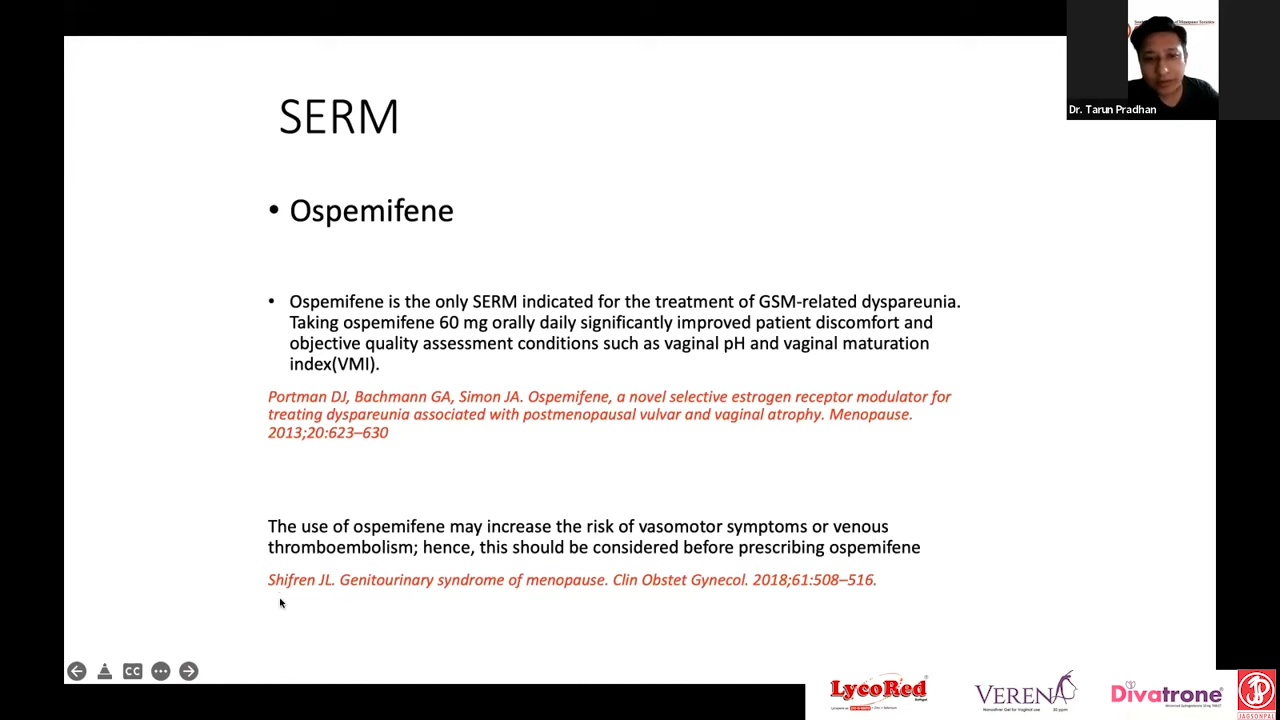 Dr. Tarun Pradhan
SERM
• Ospemifene
• Ospemifene is the only SERM indicated for the treatment of GSM-related dyspareunia.
Taking ospemifene 60 mg orally daily significantly improved patient discomfort and
objective quality assessment conditions such as vaginal pH and vaginal maturation
index(VMI).
Portman DJ, Bachmann GA, Simon JA. Ospemifene, a novel selective estrogen receptor modulator for
treating dyspareunia associated with postmenopausal vulvar and vaginal atrophy. Menopause.
2013;20:623–630
The use of ospemifene may increase the risk of vasomotor symptoms or venous
thromboembolism; hence, this should be considered before prescribing ospemifene
Shifren JL. Genitourinary syndrome of menopause. Clin Obstet Gynecol. 2018;61:508–516.
CC
LycoRed
VERENA
Divatrone
JAGSONPAL